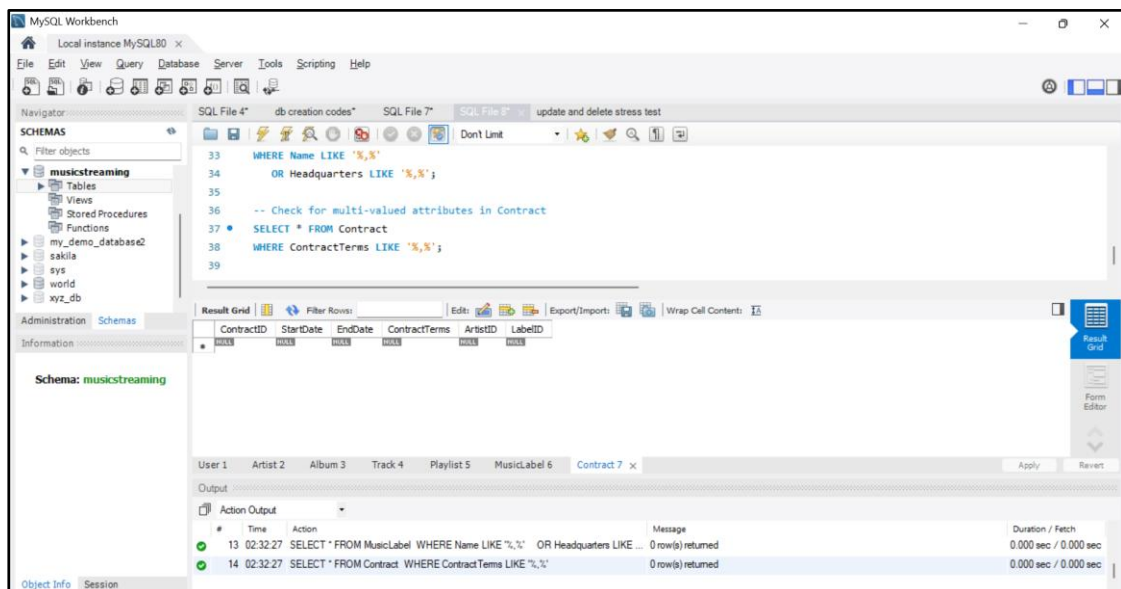 MySQL Workbench
Local instance MySQL80 ×
File Edit View Query Database Server Tools Scripting Help
Navigator
SQL File 4* db creation codes* SQL File 7* SQL File 8* × update and delete stress test
SCHEMAS
Filter objects
Don't Limit
musicstreaming
Tables
Views
Stored Procedures
Functions
my_demo_database2
sakila
sys
world
xyz_db
33 WHERE Name LIKE '%,%'
34 OR Headquarters LIKE '%,%';
35
36 -- Check for multi-valued attributes in Contract
37 SELECT * FROM Contract
38 WHERE ContractTerms LIKE '%,%';
39
Administration Schemas
Information
Schema: musicstreaming
Result Grid Filter Rows: Edit: Export/Import: Wrap Cell Content:
ContractID StartDate EndDate ContractTerms ArtistID LabelID
NULL NULL NULL NULL NULL NULL
Result Grid
Form Editor
User 1 Artist 2 Album 3 Track 4 Playlist 5 MusicLabel 6 Contract 7 ×
Apply Revert
Output
Action Output
# Time Action Message Duration / Fetch
13 02:32:27 SELECT * FROM MusicLabel WHERE Name LIKE '%,%' OR Headquarters LIKE ... 0 row(s) returned 0.000 sec / 0.000 sec
14 02:32:27 SELECT * FROM Contract WHERE ContractTerms LIKE '%,%' 0 row(s) returned 0.000 sec / 0.000 sec
Object Info Session